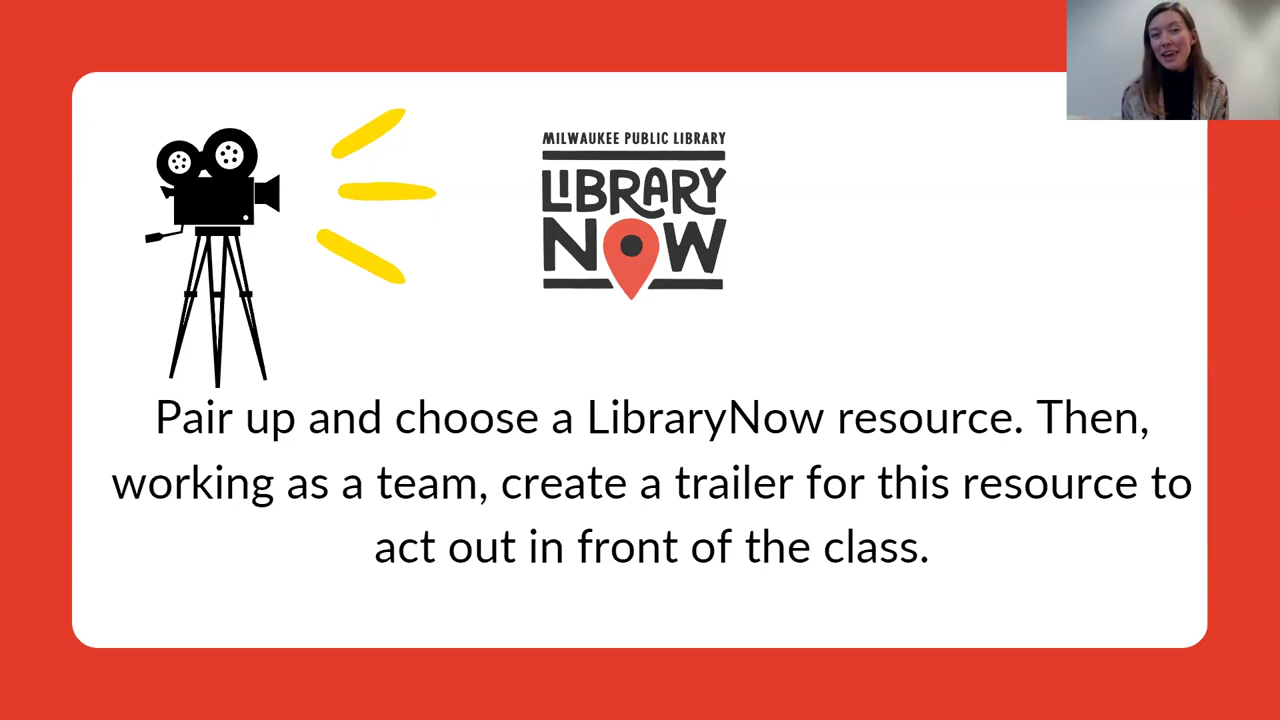 MILWAUKEE PUBLIC LIBRARY
LIBRARY
NOW
Pair up and choose a LibraryNow resource. Then,
working as a team, create a trailer for this resource to
act out in front of the class.